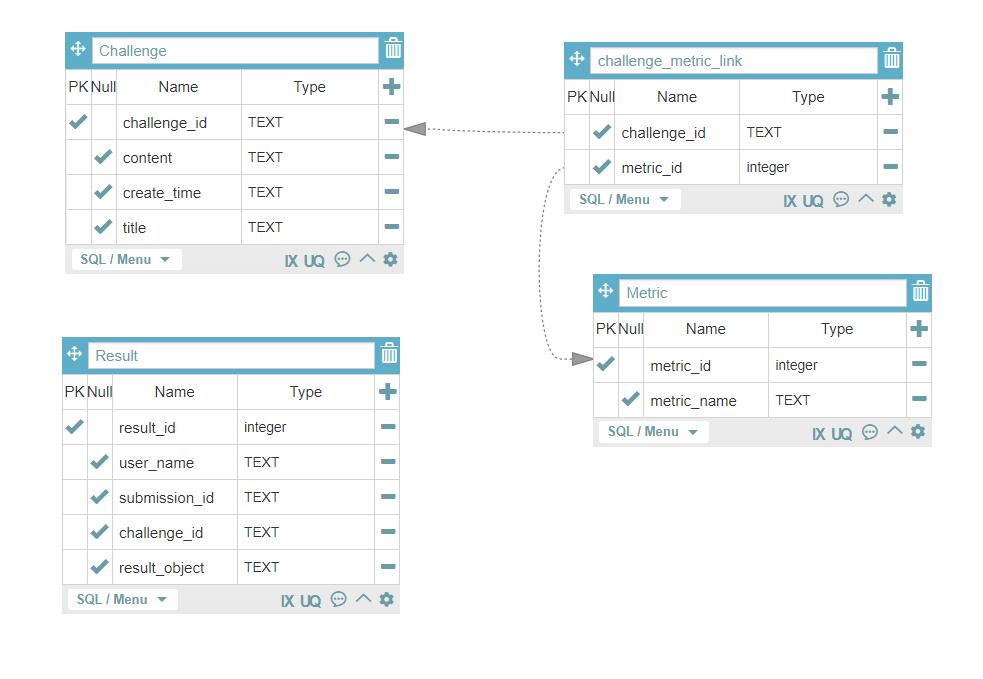 Challenge
PK Null Name Type
challenge_id TEXT
content TEXT
create_time TEXT
title TEXT
SQL / Menu IX UQ
challenge_metric_link
PK Null Name Type
challenge_id TEXT
metric_id integer
SQL / Menu IX UQ
Metric
PK Null Name Type
metric_id integer
metric_name TEXT
SQL / Menu IX UQ
Result
PK Null Name Type
result_id integer
user_name TEXT
submission_id TEXT
challenge_id TEXT
result_object TEXT
SQL / Menu IX UQ